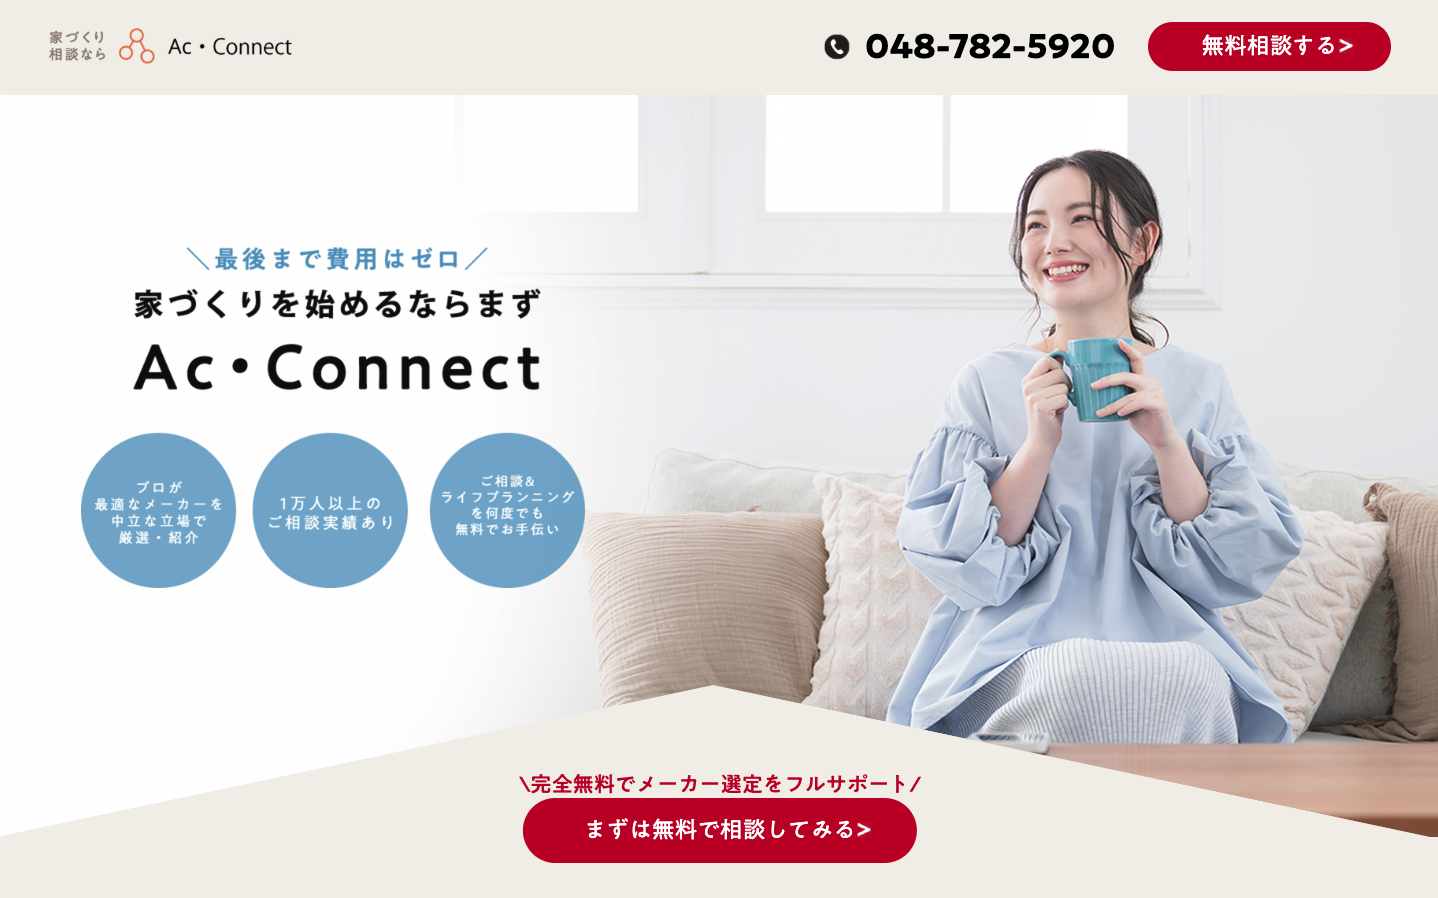 家づくり
相談なら
Ac・Connect
048-782-5920
無料相談する>
＼最後まで費用はゼロ／
家づくりを始めるならまず
Ac・Connect
プロが
最適なメーカーを
中立な立場で
厳選・紹介
1万人以上の
ご相談実績あり
ご相談&
ライフプランニング
を何度でも
無料でお手伝い
\完全無料でメーカー選定をフルサポート/
まずは無料で相談してみる>